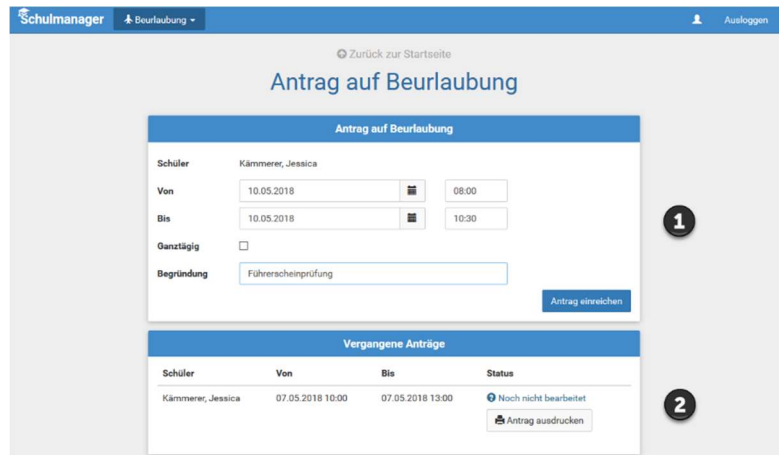 Schulmanager Beurlaubung Ausloggen
Zurück zur Startseite
Antrag auf Beurlaubung
Antrag auf Beurlaubung
Schüler Kämmerer, Jessica
Von 10.05.2018 08:00
Bis 10.05.2018 10:30
1
Ganztägig
Begründung Führerscheinprüfung
Antrag einreichen
Vergangene Anträge
Schüler Von Bis Status
Kämmerer, Jessica 07.05.2018 10:00 07.05.2018 13:00 Noch nicht bearbeitet
2
Antrag ausdrucken